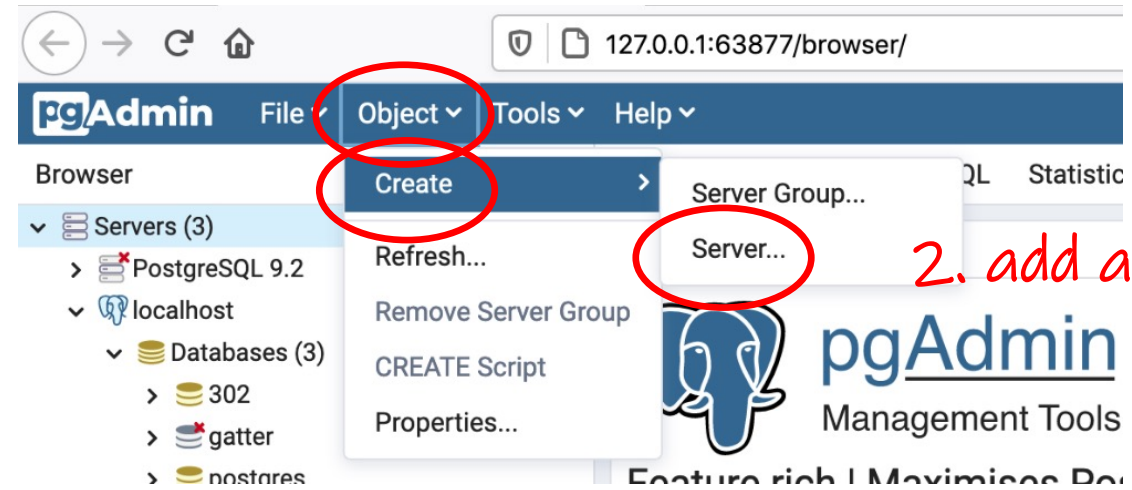 127.0.0.1:63877/browser/
pgAdmin File Object Tools Help
Browser
Create
Server Group...
QL Statistic
Servers (3)
Server...
2. add a
PostgreSQL 9.2
Refresh...
localhost
Remove Server Group
Databases (3)
CREATE Script
302
Properties...
gatter
postgres
pgAdmin
Management Tools
Feature rich | Maximises Pos